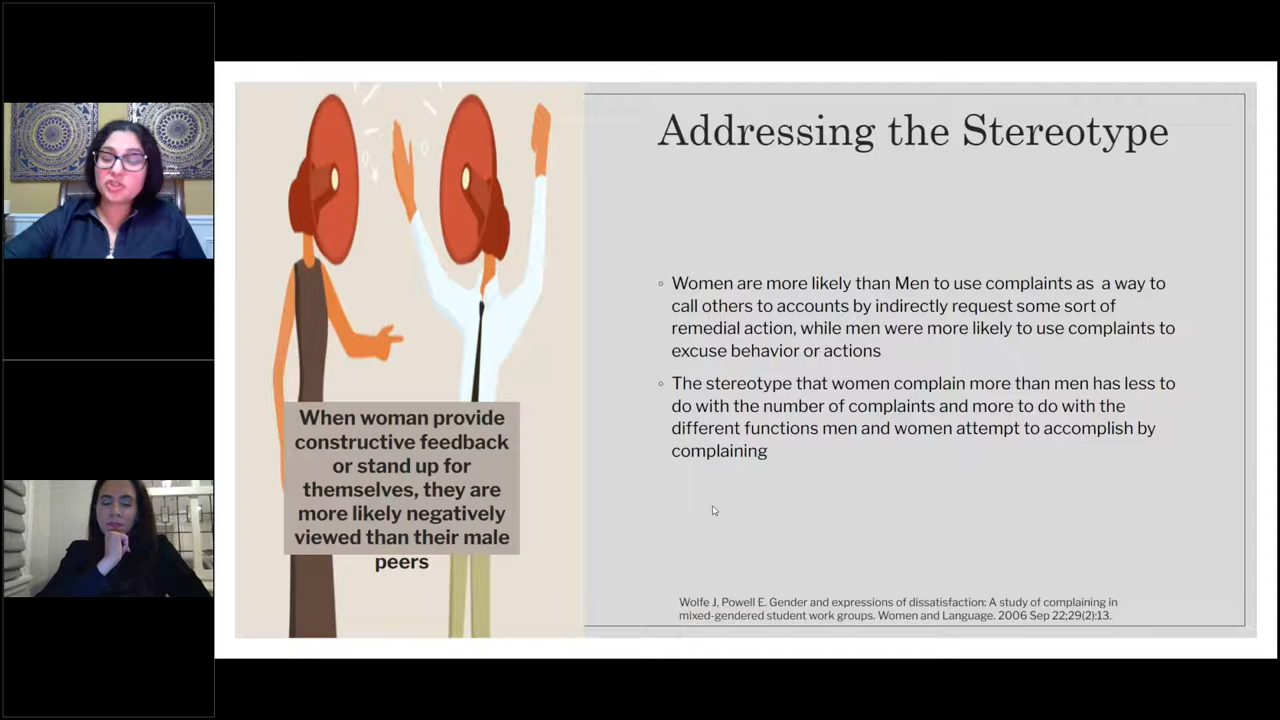 Addressing the Stereotype
When woman provide
constructive feedback
or stand up for
themselves, they are
more likely negatively
viewed than their male
peers
◦ Women are more likely than Men to use complaints as  a way to
call others to accounts by indirectly request some sort of
remedial action, while men were more likely to use complaints to
excuse behavior or actions
◦ The stereotype that women complain more than men has less to
do with the number of complaints and more to do with the
different functions men and women attempt to accomplish by
complaining
Wolfe J, Powell E. Gender and expressions of dissatisfaction: A study of complaining in
mixed-gendered student work groups. Women and Language. 2006 Sep 22;29(2):13.